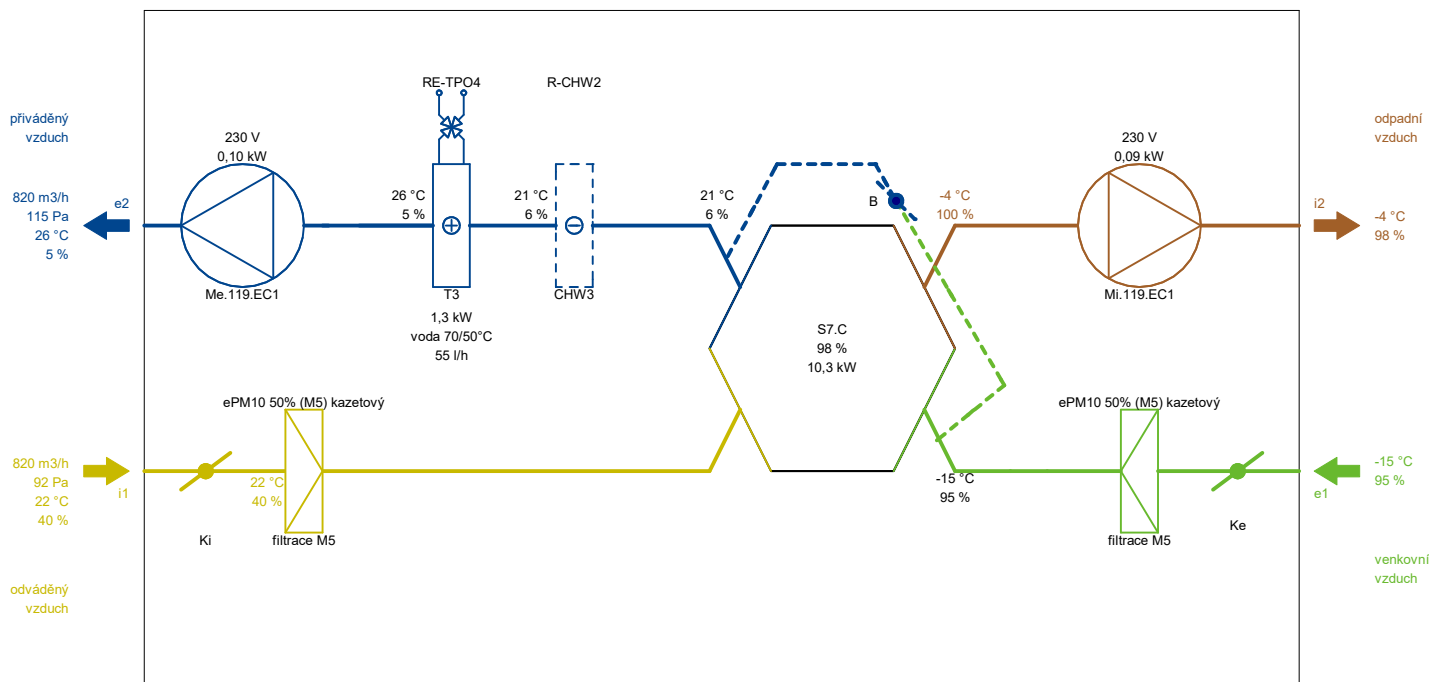 RE-TPO4
R-CHW2
přiváděný
vzduch
230 V
0,10 kW
230 V
0,09 kW
odpadní
vzduch
820 m3/h
115 Pa
26 °C
5 %
e2
26 °C
5 %
21 °C
6 %
21 °C
6 %
B
-4 °C
100 %
i2
-4 °C
98 %
Me.119.EC1
T3
CHW3
Mi.119.EC1
1,3 kW
voda 70/50°C
55 l/h
S7.C
98 %
10,3 kW
ePM10 50% (M5) kazetový
ePM10 50% (M5) kazetový
820 m3/h
92 Pa
22 °C
40 %
i1
22 °C
40 %
-15 °C
95 %
e1
-15 °C
95 %
Ki
filtrace M5
filtrace M5
Ke
odváděný
vzduch
venkovní
vzduch